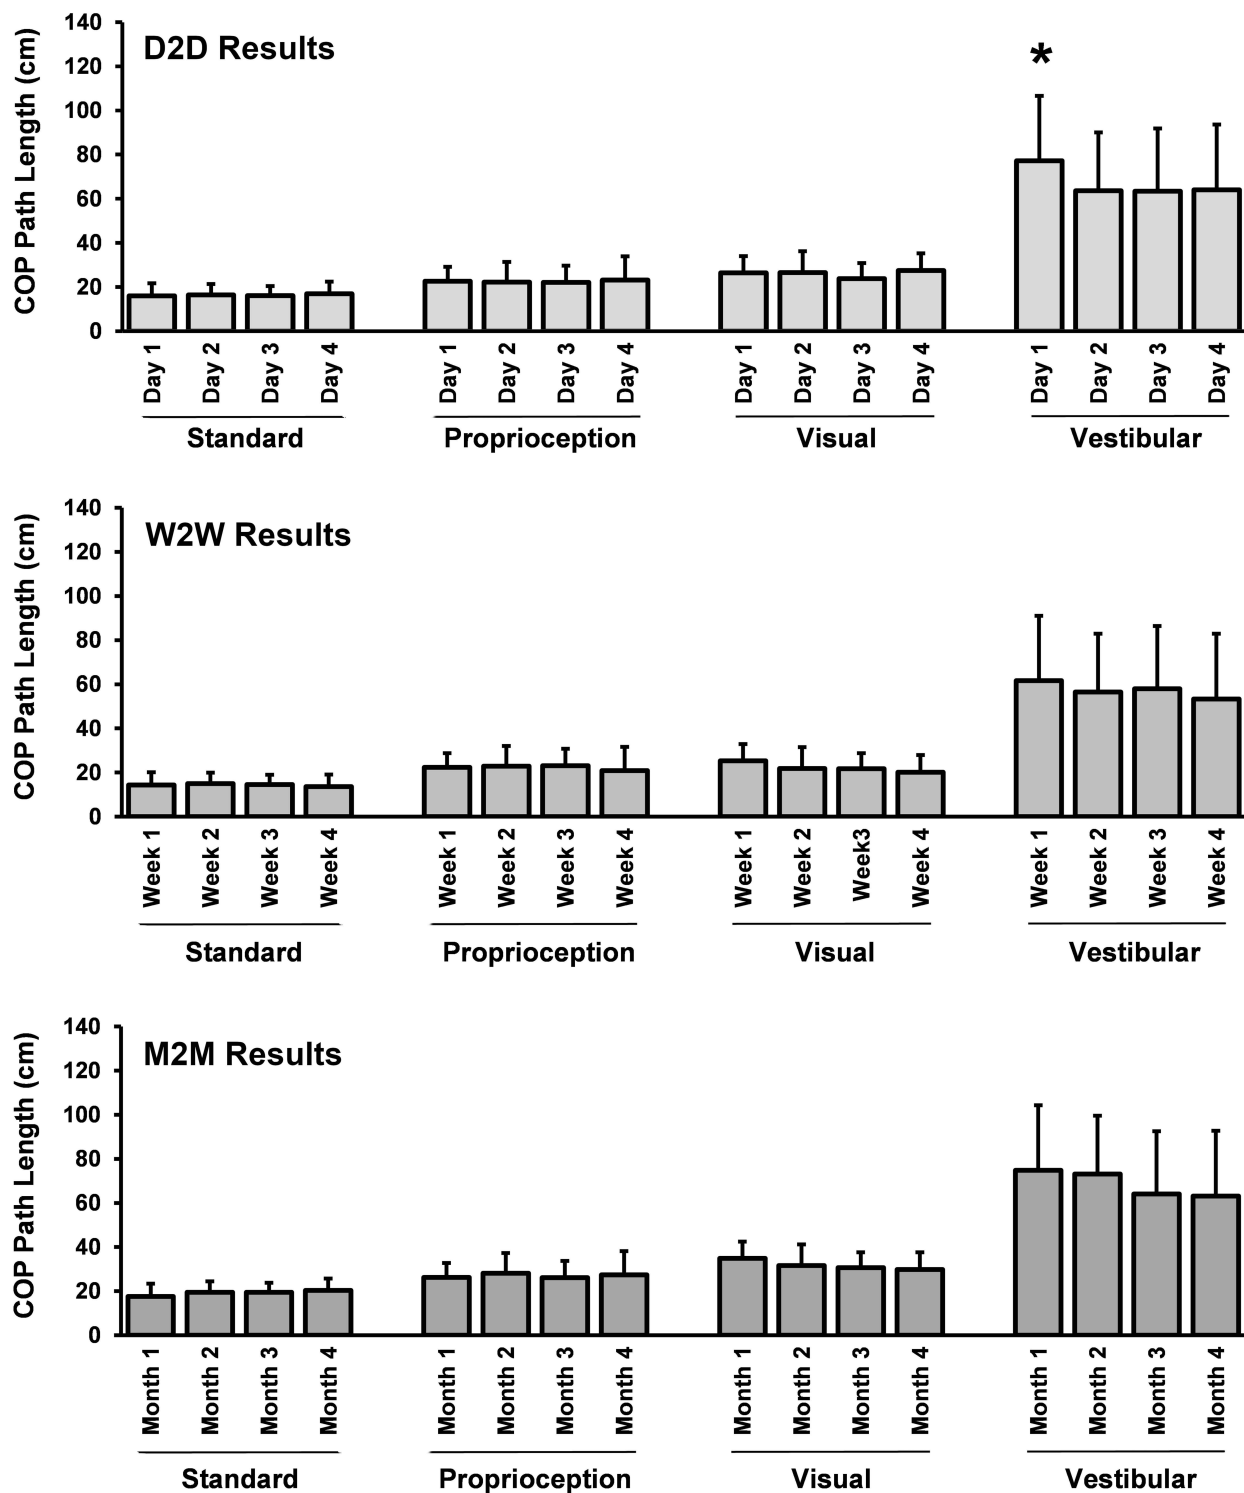 D2D Results
*
COP Path Length (cm)
140
120
100
80
60
40
20
0
Day 1 Day 2 Day 3 Day 4 Day 1 Day 2 Day 3 Day 4 Day 1 Day 2 Day 3 Day 4 Day 1 Day 2 Day 3 Day 4
Standard Proprioception Visual Vestibular
W2W Results
COP Path Length (cm)
140
120
100
80
60
40
20
0
Week 1 Week 2 Week 3 Week 4 Week 1 Week 2 Week 3 Week 4 Week 1 Week 2 Week3 Week 4 Week 1 Week 2 Week 3 Week 4
Standard Proprioception Visual Vestibular
M2M Results
COP Path Length (cm)
140
120
100
80
60
40
20
0
Month 1 Month 2 Month 3 Month 4 Month 1 Month 2 Month 3 Month 4 Month 1 Month 2 Month 3 Month 4 Month 1 Month 2 Month 3 Month 4
Standard Proprioception Visual Vestibular